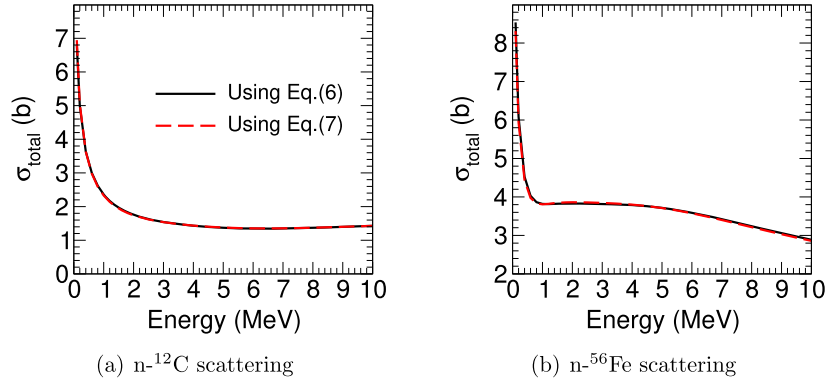 7
6
5
4
3
2
1
0
σtotal (b)
Using Eq.(6)
Using Eq.(7)
0 1 2 3 4 5 6 7 8 9 10
Energy (MeV)
(a) n-¹²C scattering
8
7
6
5
4
3
2
σtotal (b)
0 1 2 3 4 5 6 7 8 9 10
Energy (MeV)
(b) n-⁵⁶Fe scattering